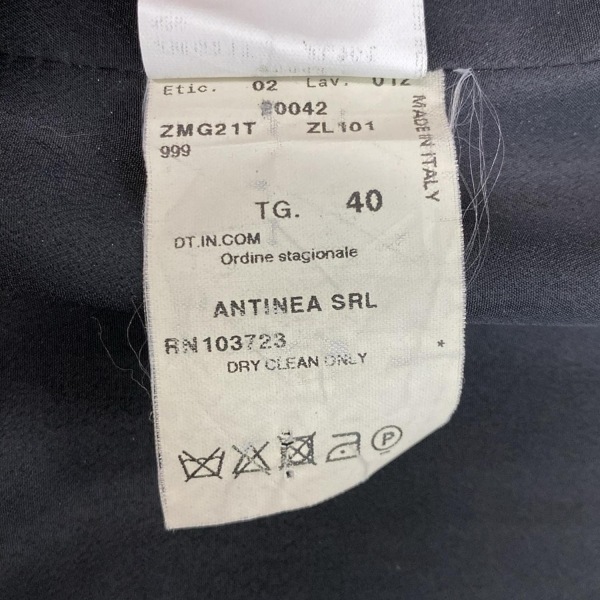 Etic. 02 Lav. 012
20042
ZMG21T ZL101
999
MADE IN ITALY
TG. 40
DT.IN.COM
Ordine stagionale
ANTINEA SRL
RN103723
*
DRY CLEAN ONLY
P